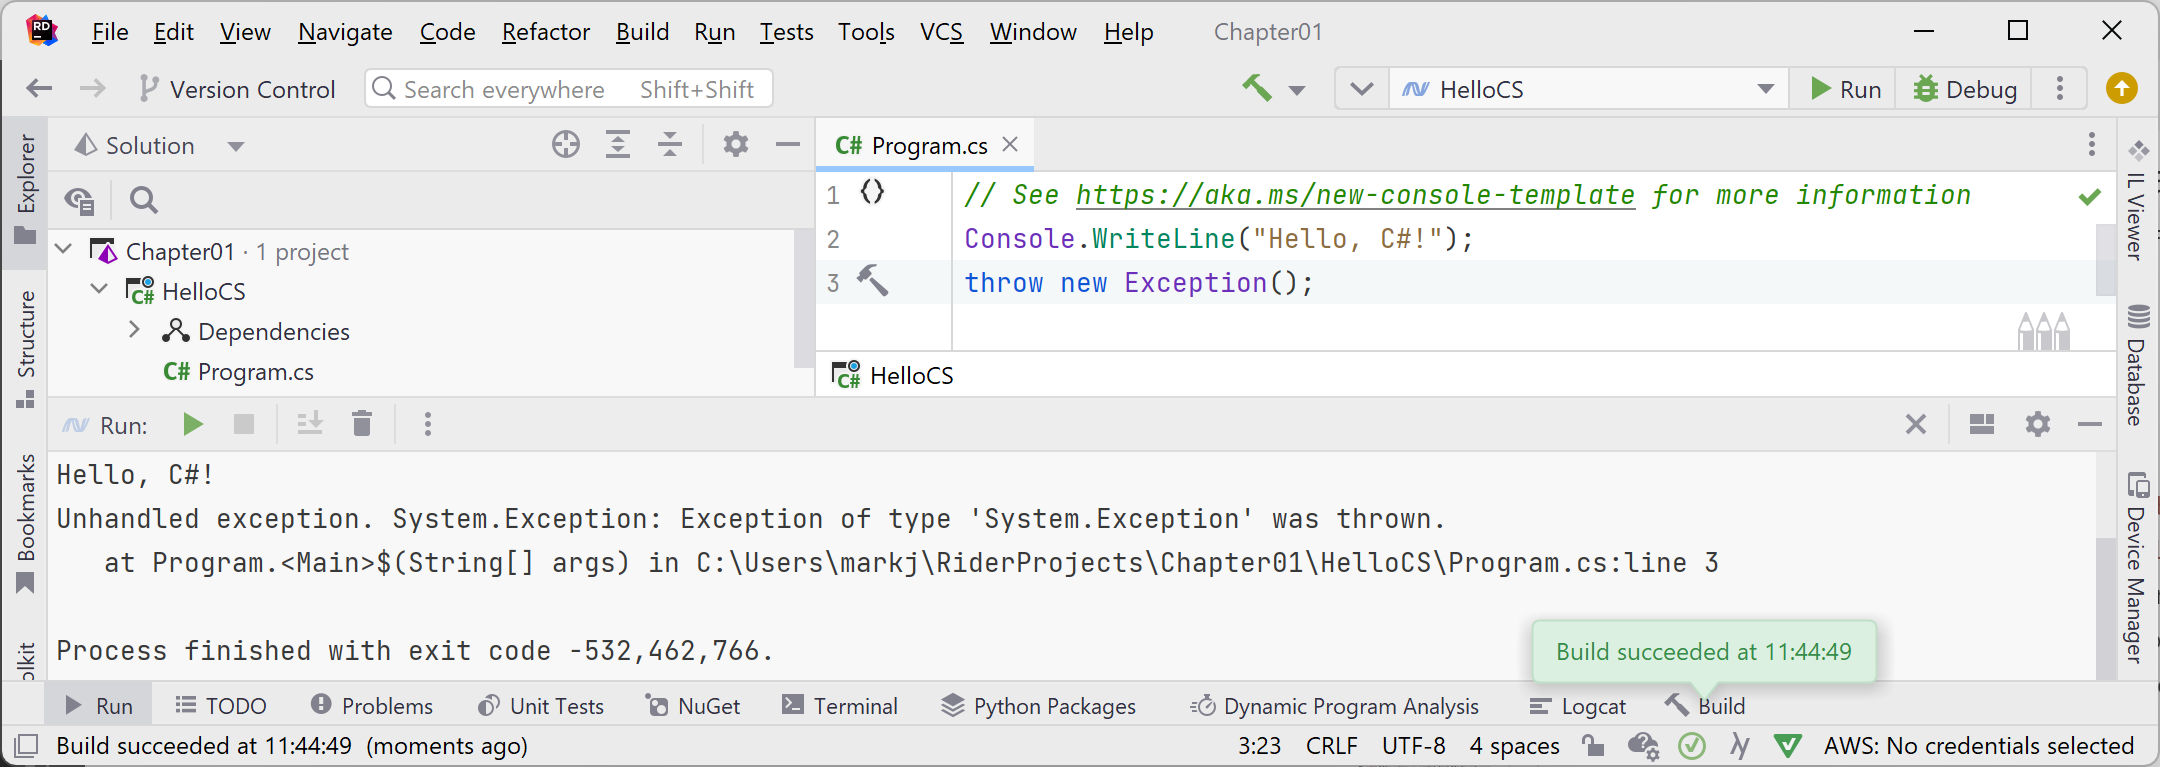 RD File Edit View Navigate Code Refactor Build Run Tests Tools VCS Window Help Chapter01
Version Control Search everywhere Shift+Shift HelloCS Run Debug
Explorer
Structure
Bookmarks
Solution
Chapter01 · 1 project
C# HelloCS
Dependencies
C# Program.cs
C# Program.cs
1 // See https://aka.ms/new-console-template for more information
2 Console.WriteLine("Hello, C#!");
3 throw new Exception();
C# HelloCS
IL Viewer
Database
Device Manager
Run:
Hello, C#!
Unhandled exception. System.Exception: Exception of type 'System.Exception' was thrown.
at Program.<Main>$(String[] args) in C:\Users\markj\RiderProjects\Chapter01\HelloCS\Program.cs:line 3
Process finished with exit code -532,462,766.
Build succeeded at 11:44:49
Run TODO Problems Unit Tests NuGet Terminal Python Packages Dynamic Program Analysis Logcat Build
Build succeeded at 11:44:49 (moments ago) 3:23 CRLF UTF-8 4 spaces AWS: No credentials selected